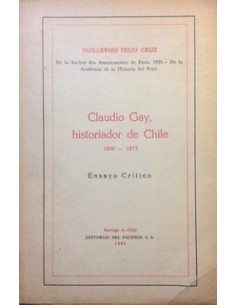 GUILLERMO FELIU CRUZ
De la Societé des Americanistes de Paris, 1925.- De la
Academia de la Historia del Perú
Claudio Gay,
historiador de Chile
1800 — 1873
Ensayo Crítico
Santiago de Chile
EDITORIAL DEL PACIFICO, S. A.
1965